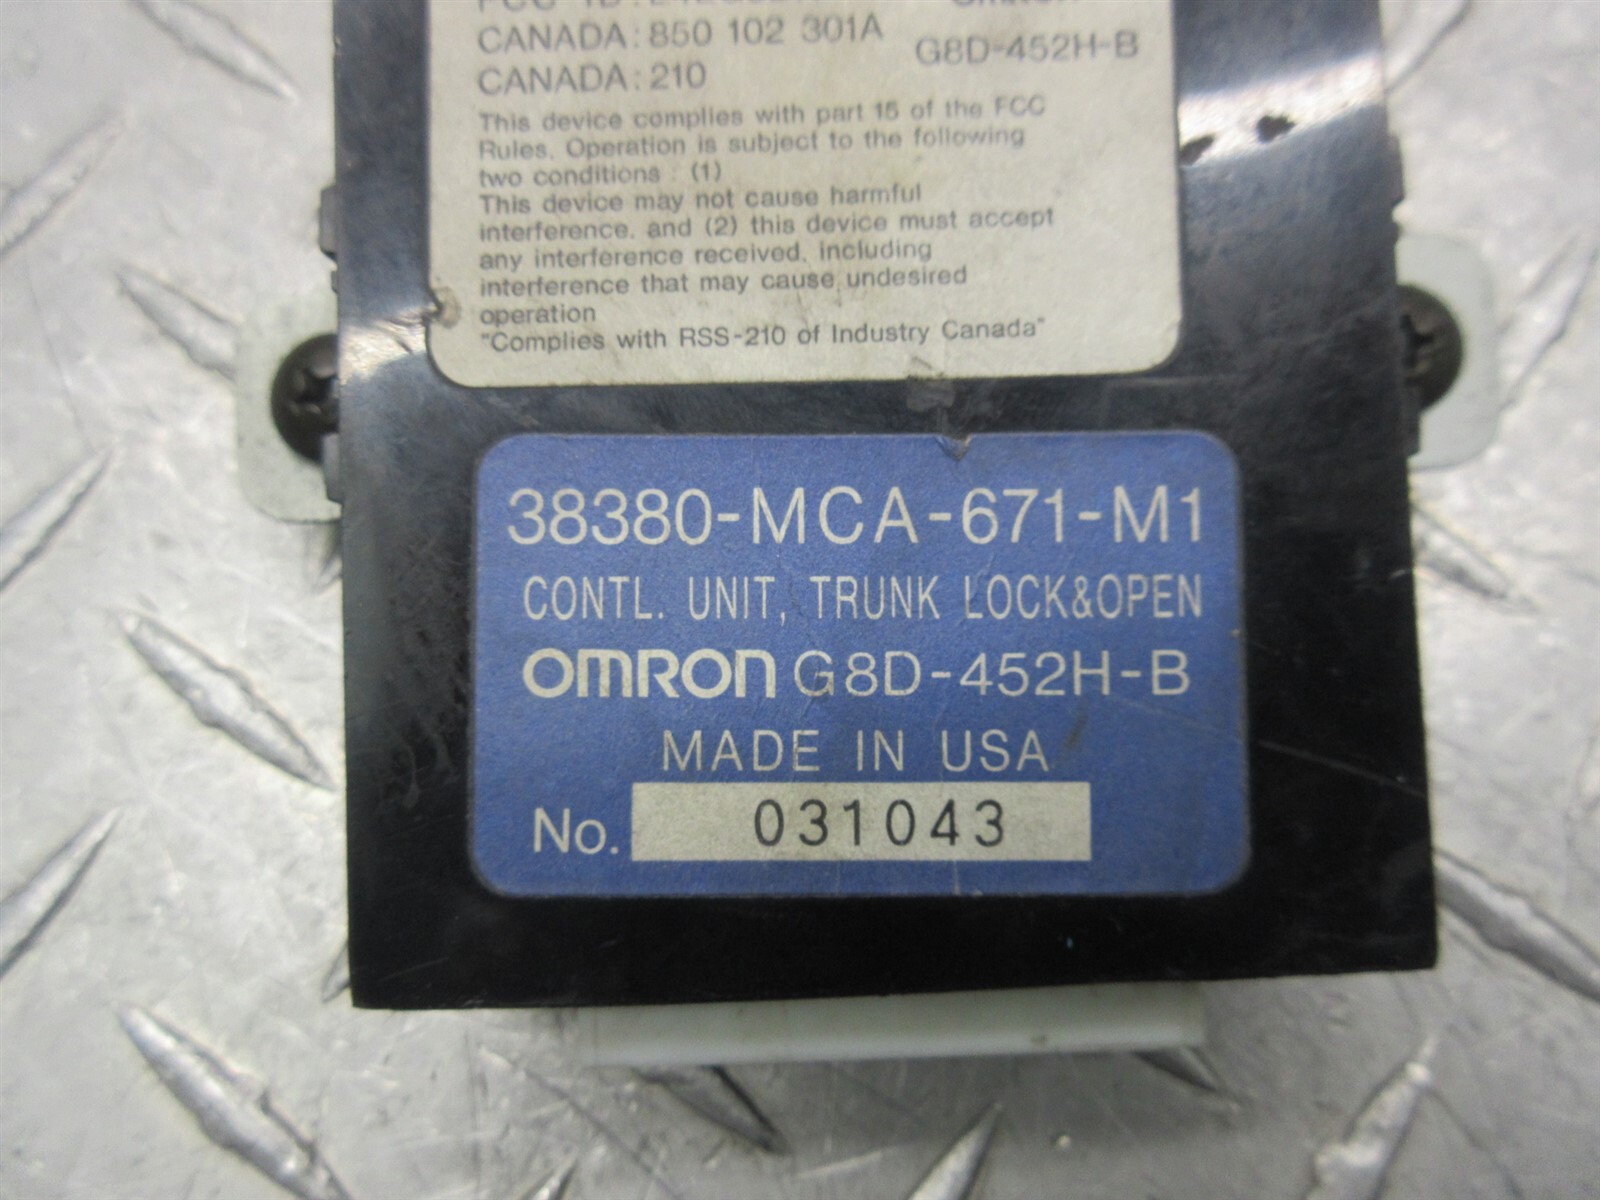 CANADA: 850 102 301A
G8D-452H-B
CANADA: 210
This device complies with part 15 of the FCC
Rules. Operation is subject to the following
two conditions : (1)
This device may not cause harmful
interference. and (2) this device must accept
any interference received. including
interference that may cause undesired
operation
"Complies with RSS-210 of Industry Canada"
38380-MCA-671-M1
CONTL. UNIT, TRUNK LOCK&OPEN
OMRON G8D-452H-B
MADE IN USA
No. 031043